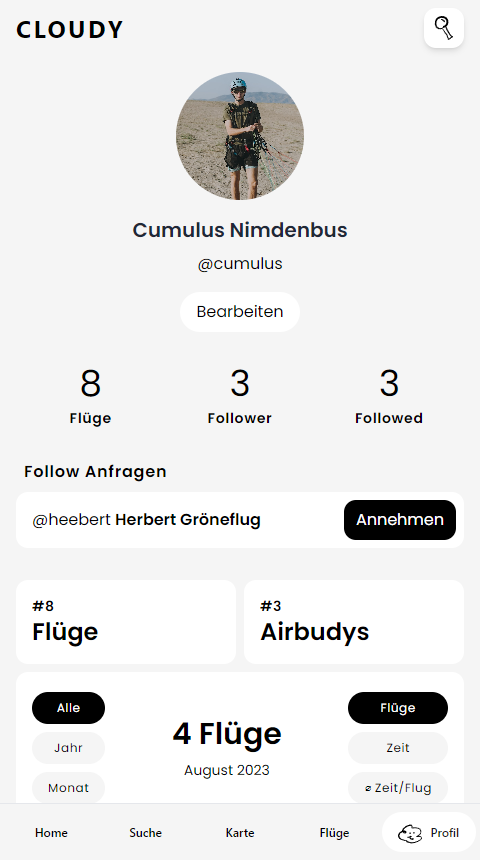 CLOUDY
Cumulus Nimdenbus
@cumulus
Bearbeiten
8 3 3
Flüge Follower Followed
Follow Anfragen
@heebert Herbert Gröneflug Annehmen
#8
Flüge
#3
Airbudys
Alle
Jahr
Monat
4 Flüge
August 2023
Flüge
Zeit
⌀ Zeit/Flug
Home Suche Karte Flüge Profil